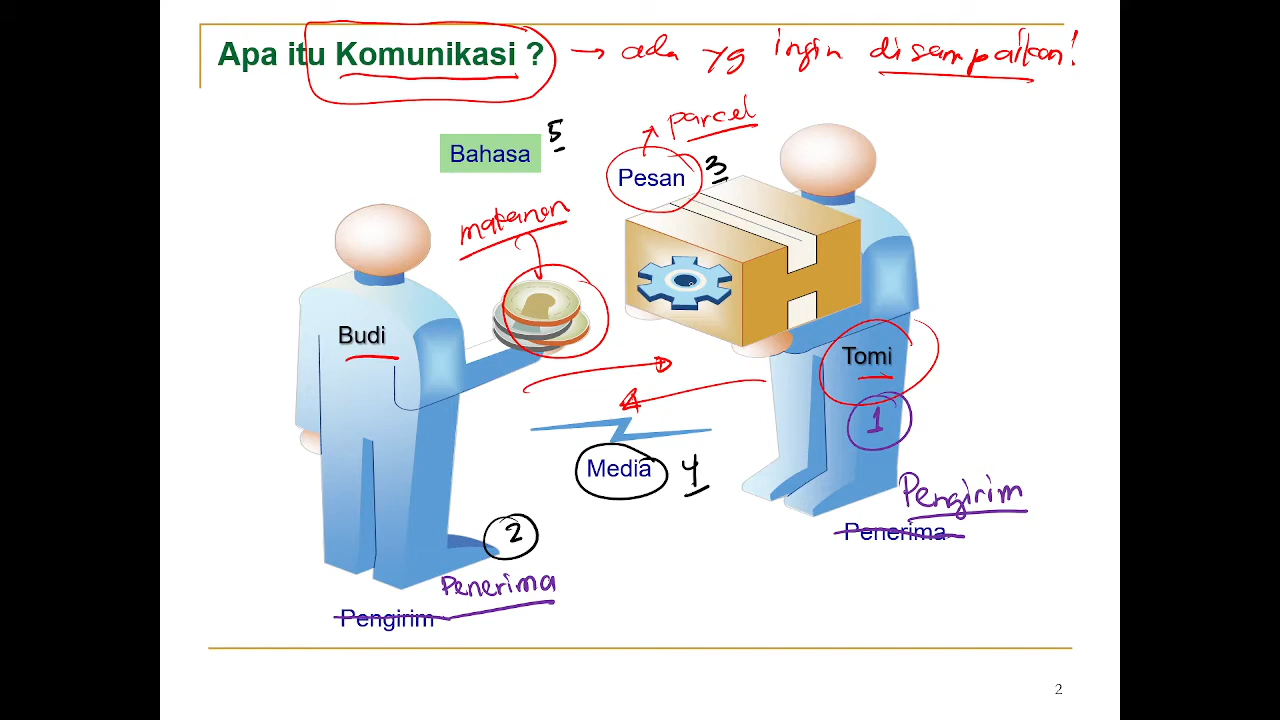 Apa itu Komunikasi ? → ada yg ingin disampaikan!
parcel
Bahasa 5
Pesan 3
makanan
Budi
Tomi
1
Media 4
Pengirim
Penerima
2
Penerima
Pengirim
2